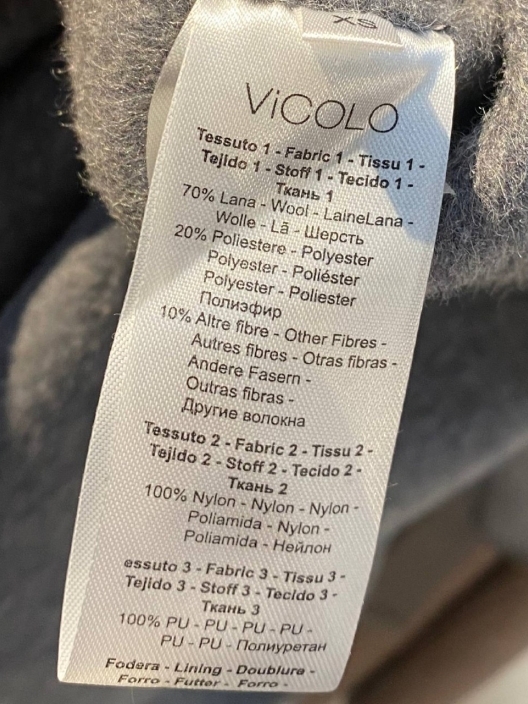 XS
ViCOLO
Tessuto 1 - Fabric 1 - Tissu 1 -
Tejido 1 - Stoff 1 - Tecido 1 -
Ткань 1
70% Lana - Wool - LaineLana -
Wolle - Lã - Шерсть
20% Poliestere - Polyester
Polyester - Poliéster
Polyester - Poliester
Полиэфир
10% Altre fibre - Other Fibres -
Autres fibres - Otras fibras -
Andere Fasern -
Outras fibras -
Другие волокна
Tessuto 2 - Fabric 2 - Tissu 2 -
Tejido 2 - Stoff 2 - Tecido 2 -
Ткань 2
100% Nylon - Nylon - Nylon -
Poliamida - Nylon -
Poliamida - Нейлон
essuto 3 - Fabric 3 - Tissu 3 -
Tejido 3 - Stoff 3 - Tecido 3 -
Ткань 3
100% PU - PU - PU - PU -
PU - PU - Полиуретан
Fodera - Lining - Doublure -
Forro - Futter - Forro -